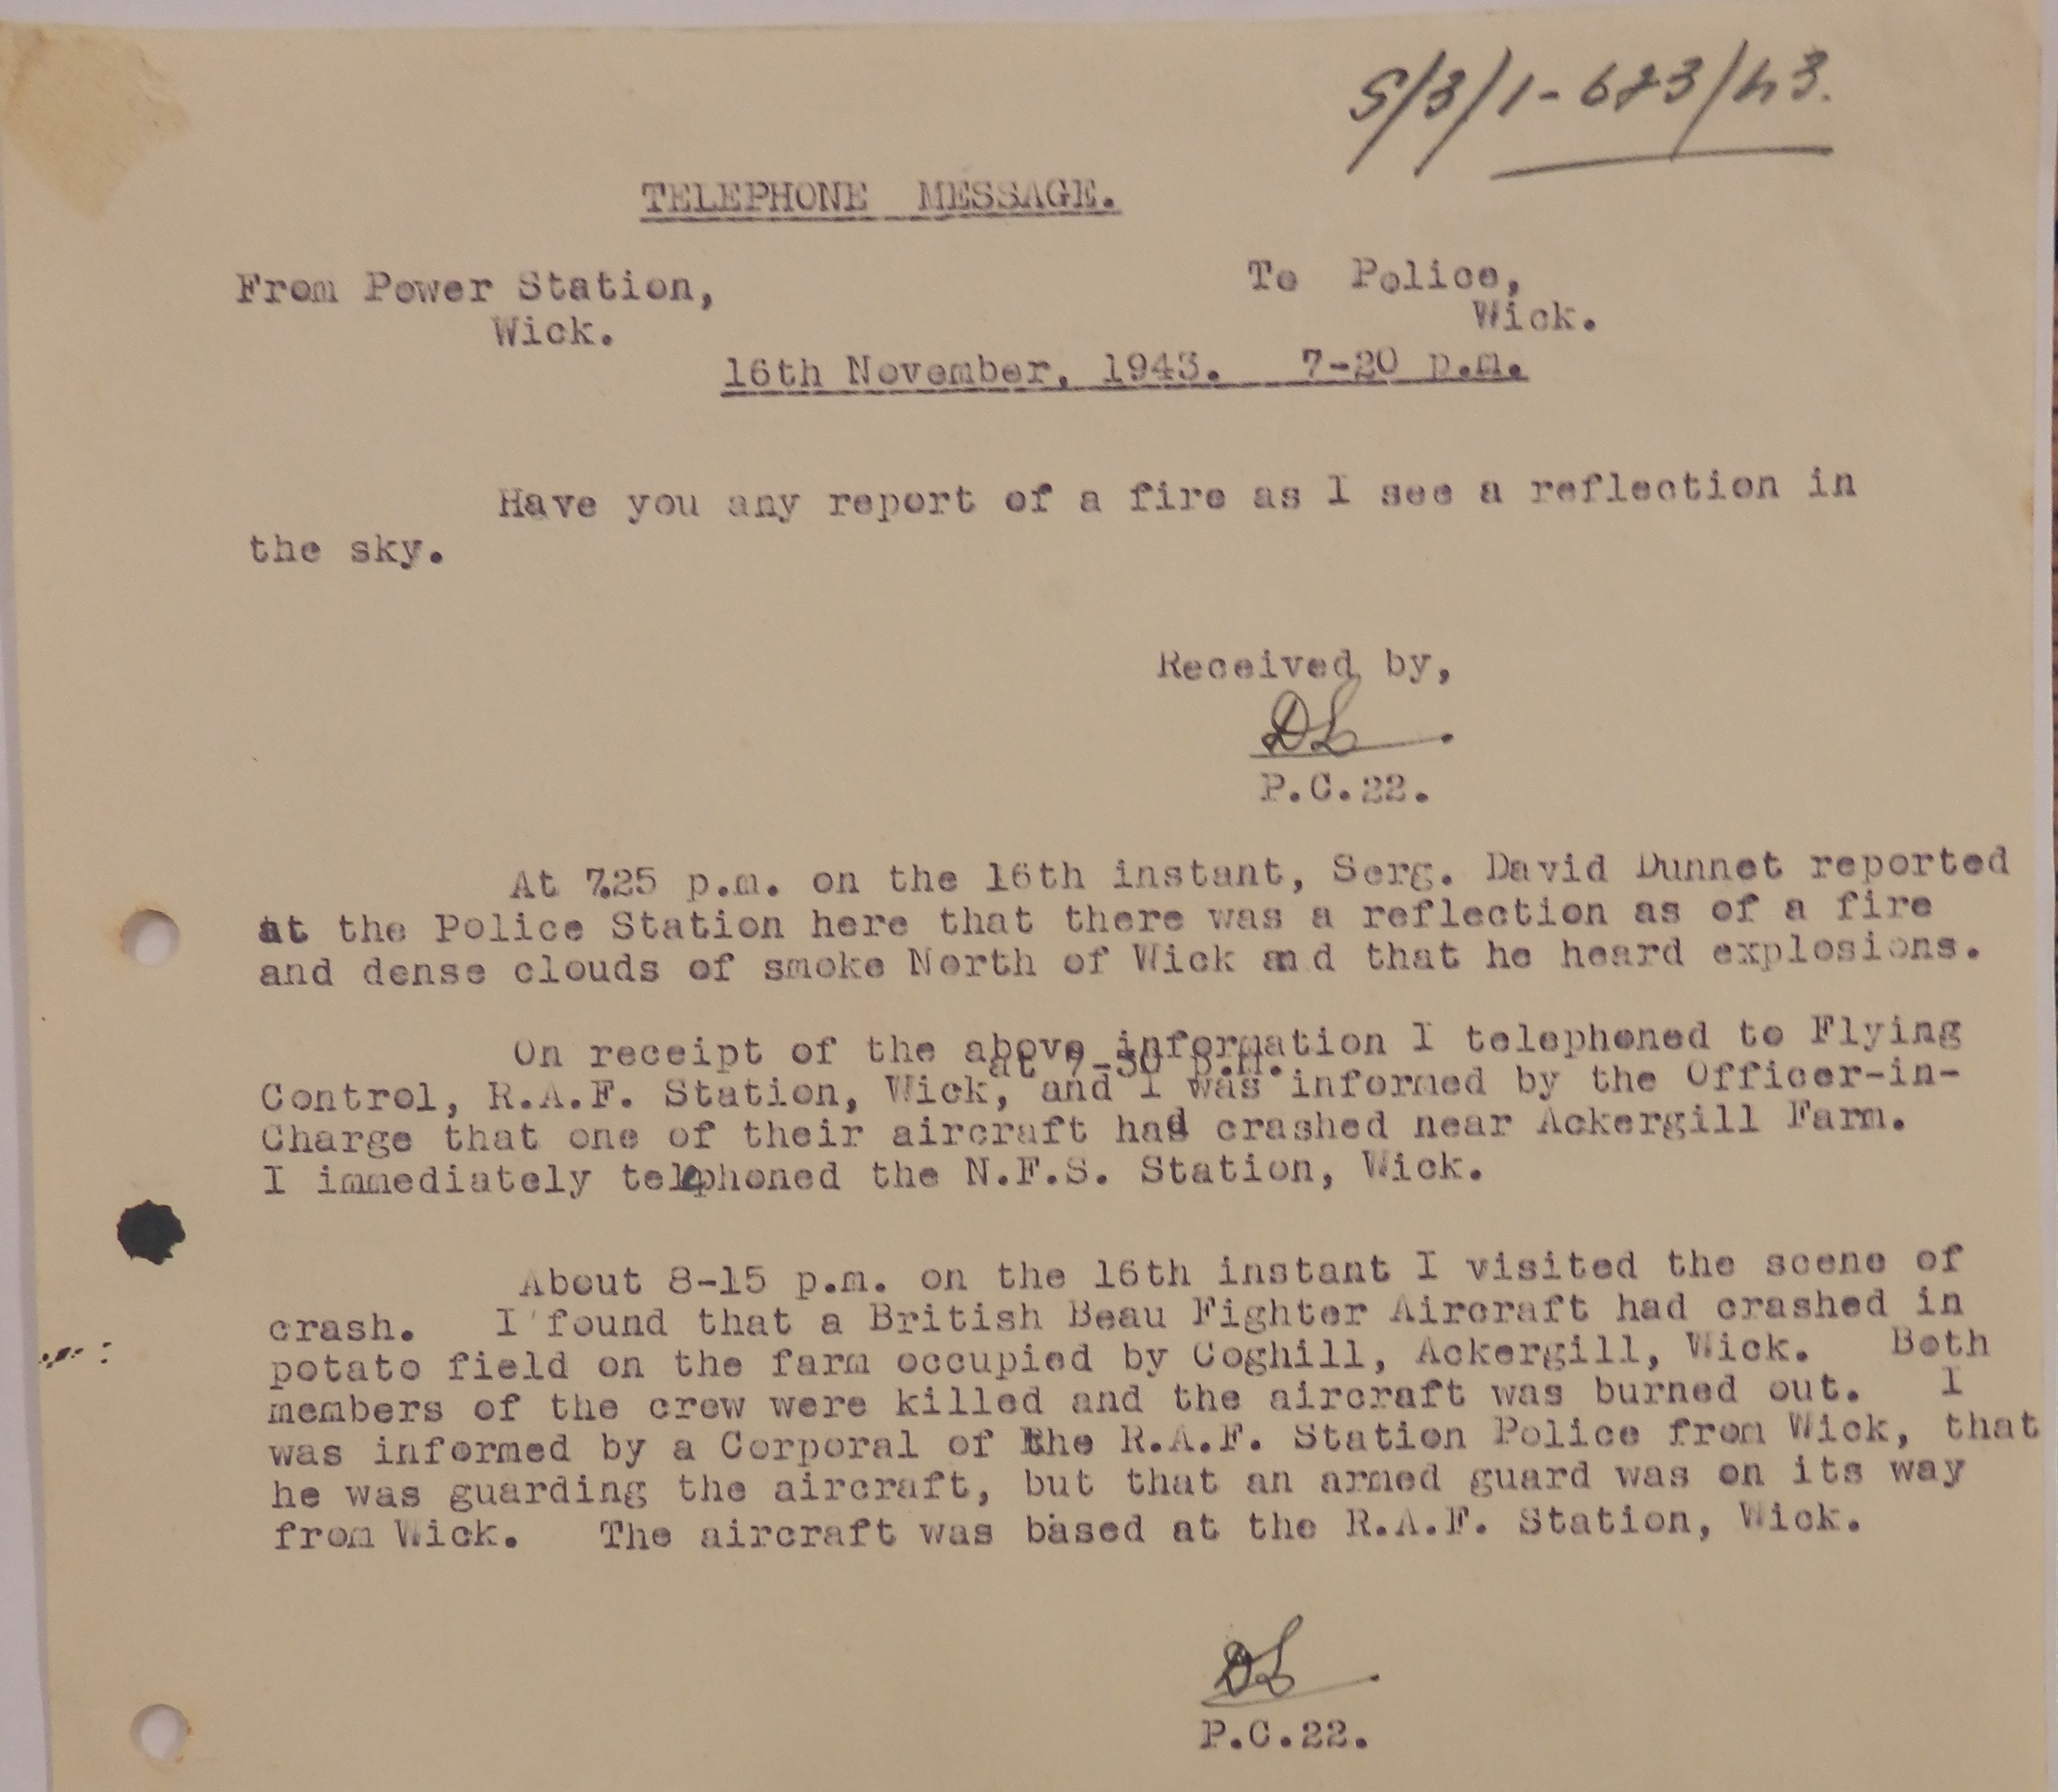 S/3/1-623/43.
TELEPHONE MESSAGE.
From Power Station, To Police,
Wick. Wick.
16th November, 1943. 7-20 p.m.
Have you any report of a fire as I see a reflection in
the sky.
Received by,
DS
P.C.22.
At 7.25 p.m. on the 16th instant, Serg. David Dunnet reported
at the Police Station here that there was a reflection as of a fire
and dense clouds of smoke North of Wick and that he heard explosions.
On receipt of the above information I telephoned to Flying
at 7-30 p.m.
Control, R.A.F. Station, Wick, and I was informed by the Officer-in-
Charge that one of their aircraft had crashed near Ackergill Farm.
I immediately telephoned the N.F.S. Station, Wick.
About 8-15 p.m. on the 16th instant I visited the scene of
crash. I found that a British Beau Fighter Aircraft had crashed in
potato field on the farm occupied by Coghill, Ackergill, Wick. Both
members of the crew were killed and the aircraft was burned out. I
was informed by a Corporal of the R.A.F. Station Police from Wick, that
he was guarding the aircraft, but that an armed guard was on its way
from Wick. The aircraft was based at the R.A.F. Station, Wick.
DS
P.C.22.